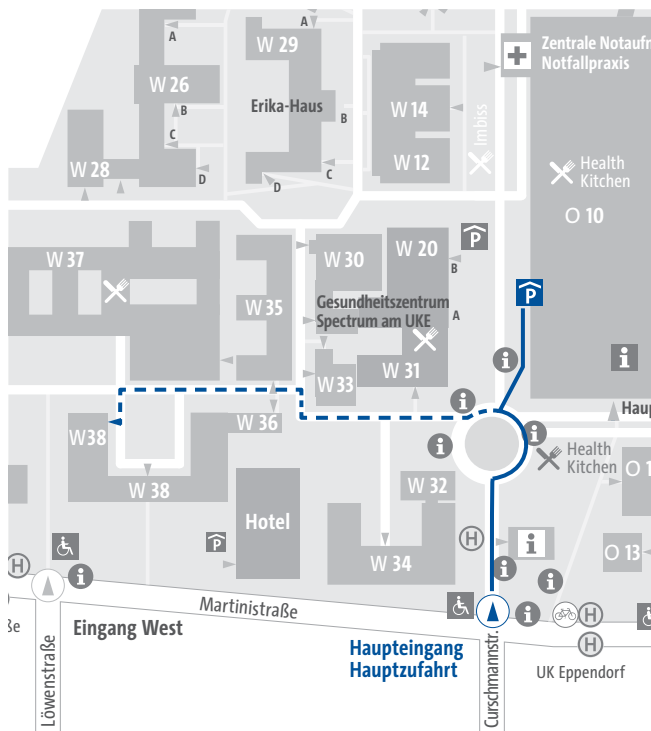 A
W 29
A
Zentrale Notaufn
Notfallpraxis
W 26
Erika-Haus
B
B
W 14
Imbiss
C
W 12
C
W 28
D
D
Health
Kitchen
O 10
W 37
W 30
W 20
P
B
W 35
Gesundheitszentrum
Spectrum am UKE
A
P
i
i
W 33
W 31
i
Haup
W38
W 36
i
i
Health
Kitchen
W 38
W 32
O 1
Hotel
P
W 34
H
i
O 13
H
i
i
i
Martinistraße
ße
Eingang West
i
H
Haupteingang
Hauptzufahrt
H
UK Eppendorf
Löwenstraße
Curschmannstr.